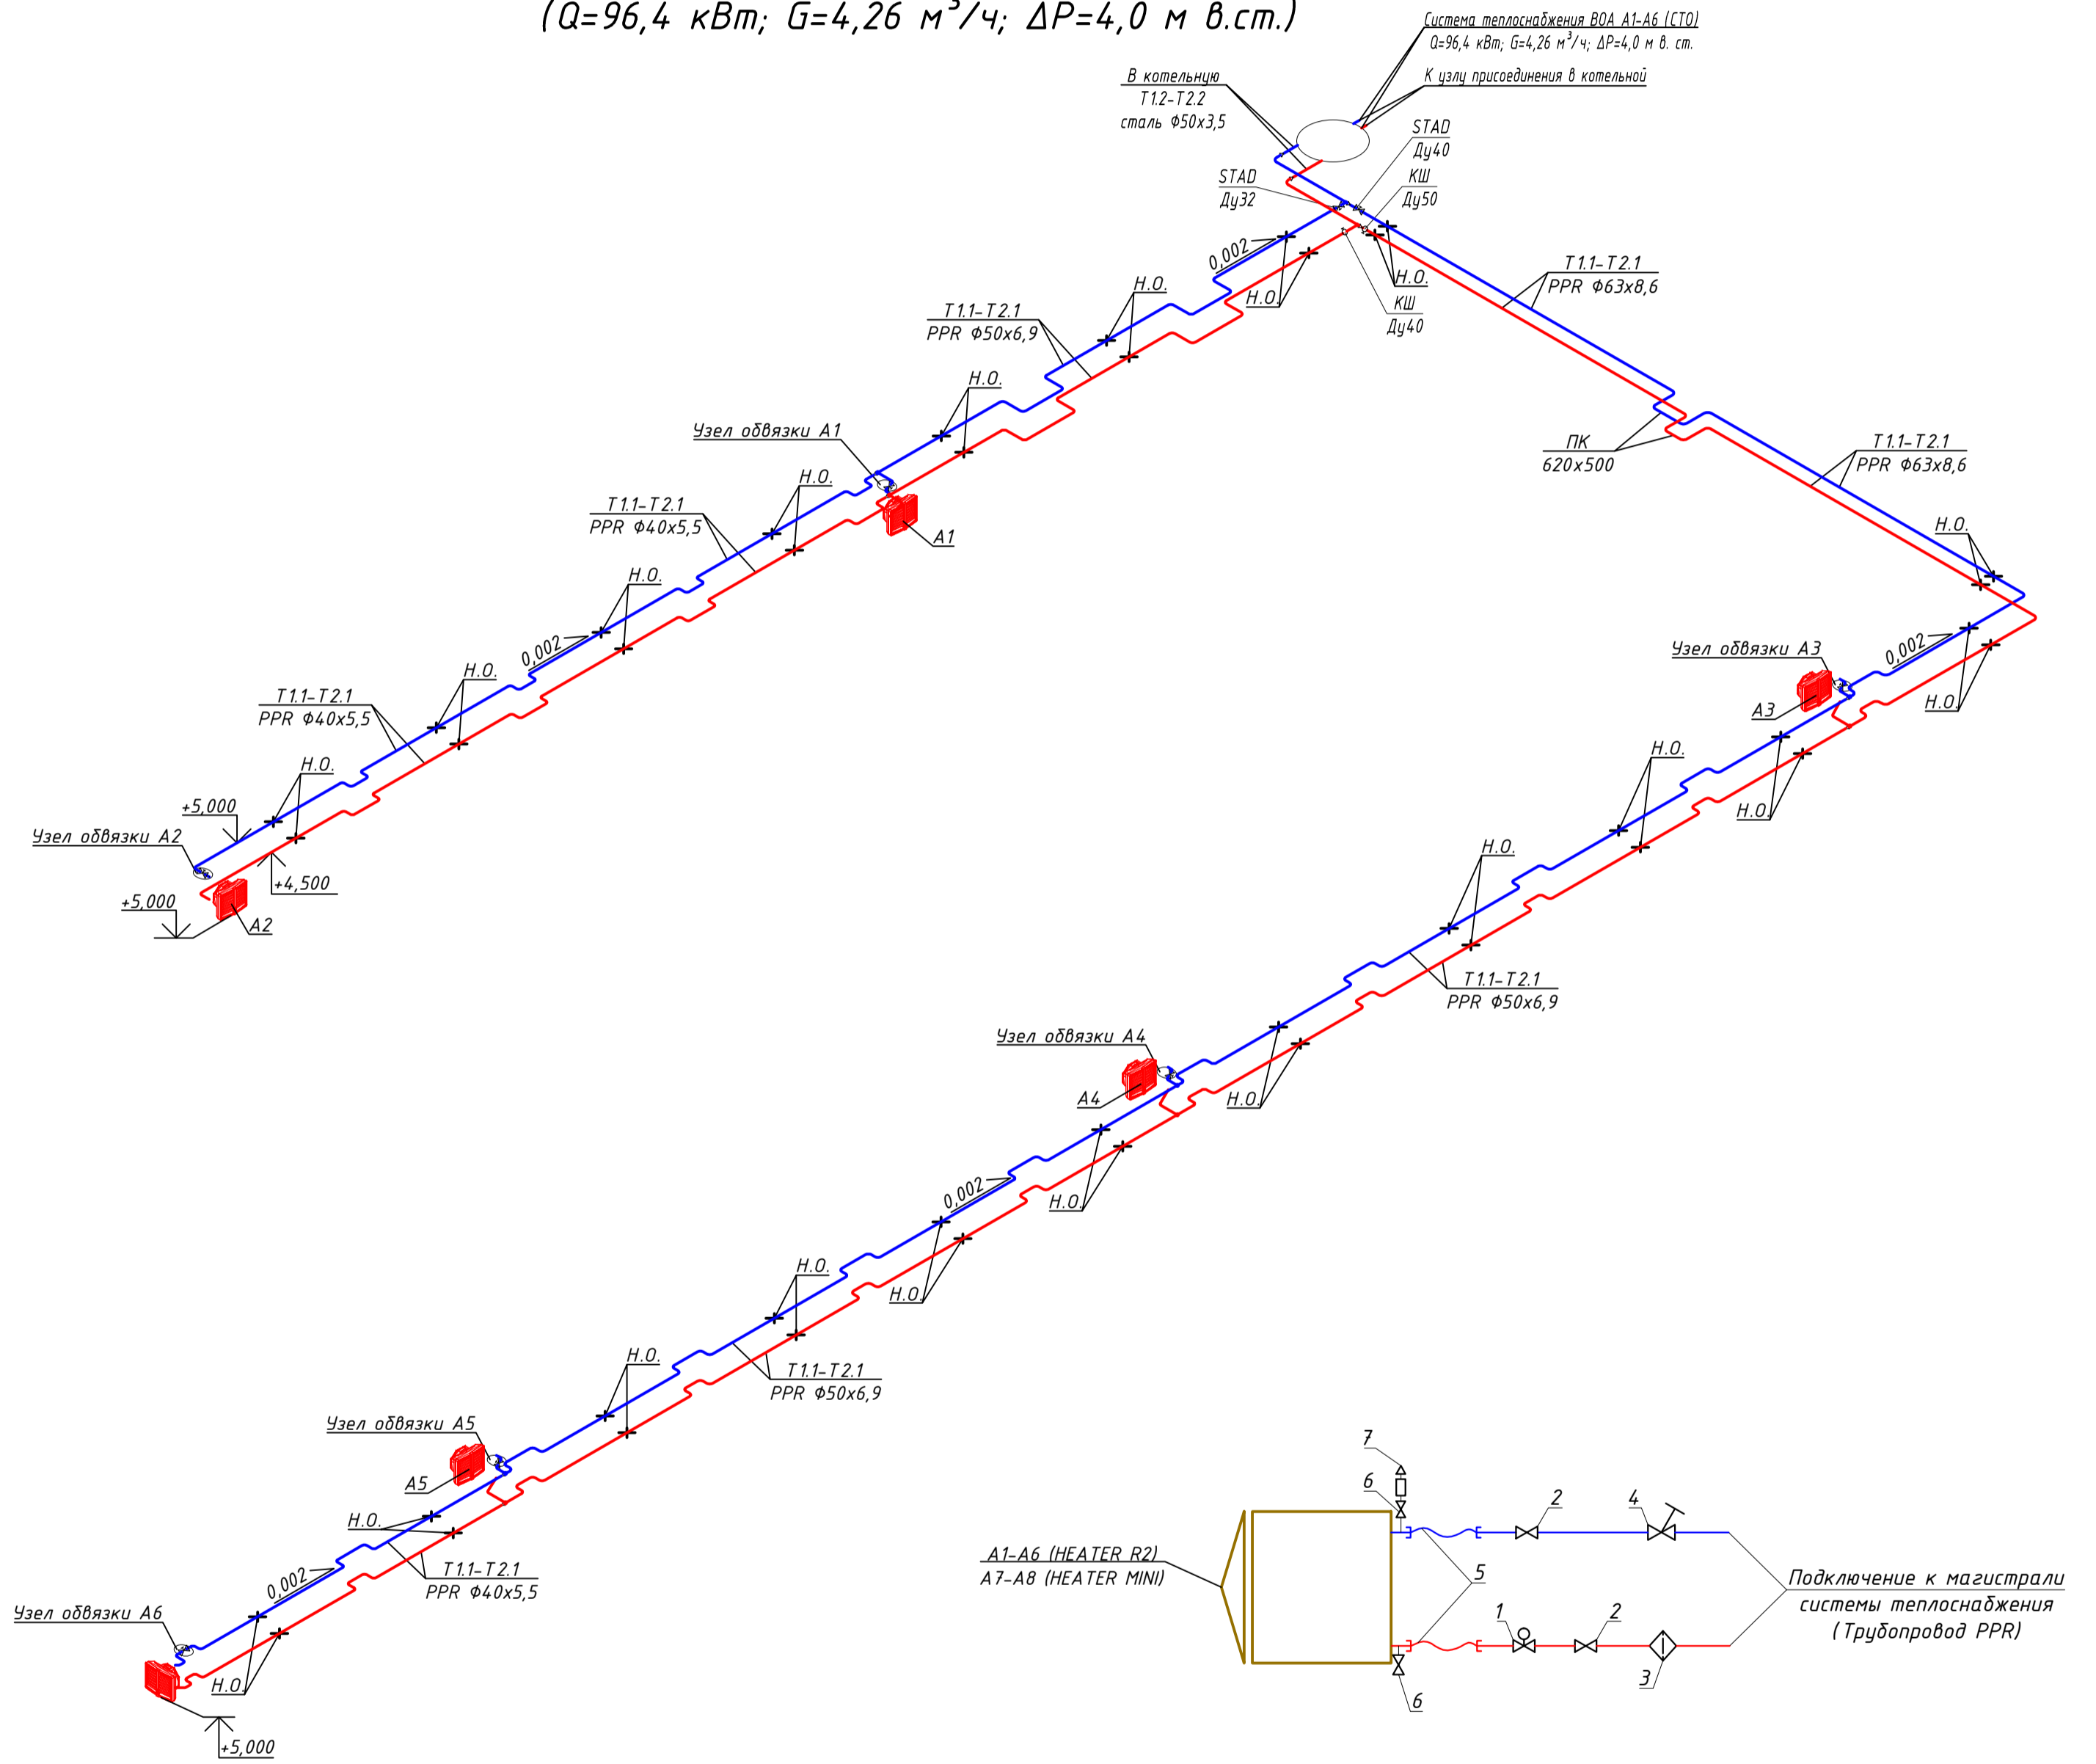 (Q=96,4 кВт; G=4,26 м³/ч; ΔP=4,0 м в.ст.)
Система теплоснабжения ВОА А1-А6 (СТО)
Q=96,4 кВт; G=4,26 м³/ч; ΔP=4,0 м в. ст.
В котельную
Т1.2-Т2.2
сталь Ф50х3,5
К узлу присоединения в котельной
STAD
Ду40
STAD
Ду32
КШ
Ду50
0,002
Н.О.
Н.О.
Н.О.
КШ
Ду40
Т1.1-Т2.1
PPR Ф63х8,6
Т1.1-Т2.1
PPR Ф50х6,9
Н.О.
Узел обвязки А1
ПК
620х500
Т1.1-Т2.1
PPR Ф63х8,6
Н.О.
Т1.1-Т2.1
PPR Ф40х5,5
А1
Н.О.
Н.О.
0,002
Узел обвязки А3
0,002
Н.О.
Т1.1-Т2.1
PPR Ф40х5,5
А3
Н.О.
Н.О.
Н.О.
+5,000
Н.О.
Узел обвязки А2
+4,500
+5,000
А2
Н.О.
Т1.1-Т2.1
PPR Ф50х6,9
Узел обвязки А4
А4
Н.О.
0,002
Н.О.
Н.О.
Н.О.
Н.О.
Т1.1-Т2.1
PPR Ф50х6,9
Узел обвязки А5
А5
Н.О.
0,002
Т1.1-Т2.1
PPR Ф40х5,5
Узел обвязки А6
Н.О.
+5,000
7
6
2
4
А1-А6 (HEATER R2)
А7-А8 (HEATER MINI)
5
1
2
3
6
Подключение к магистрали
системы теплоснабжения
(Трубопровод PPR)